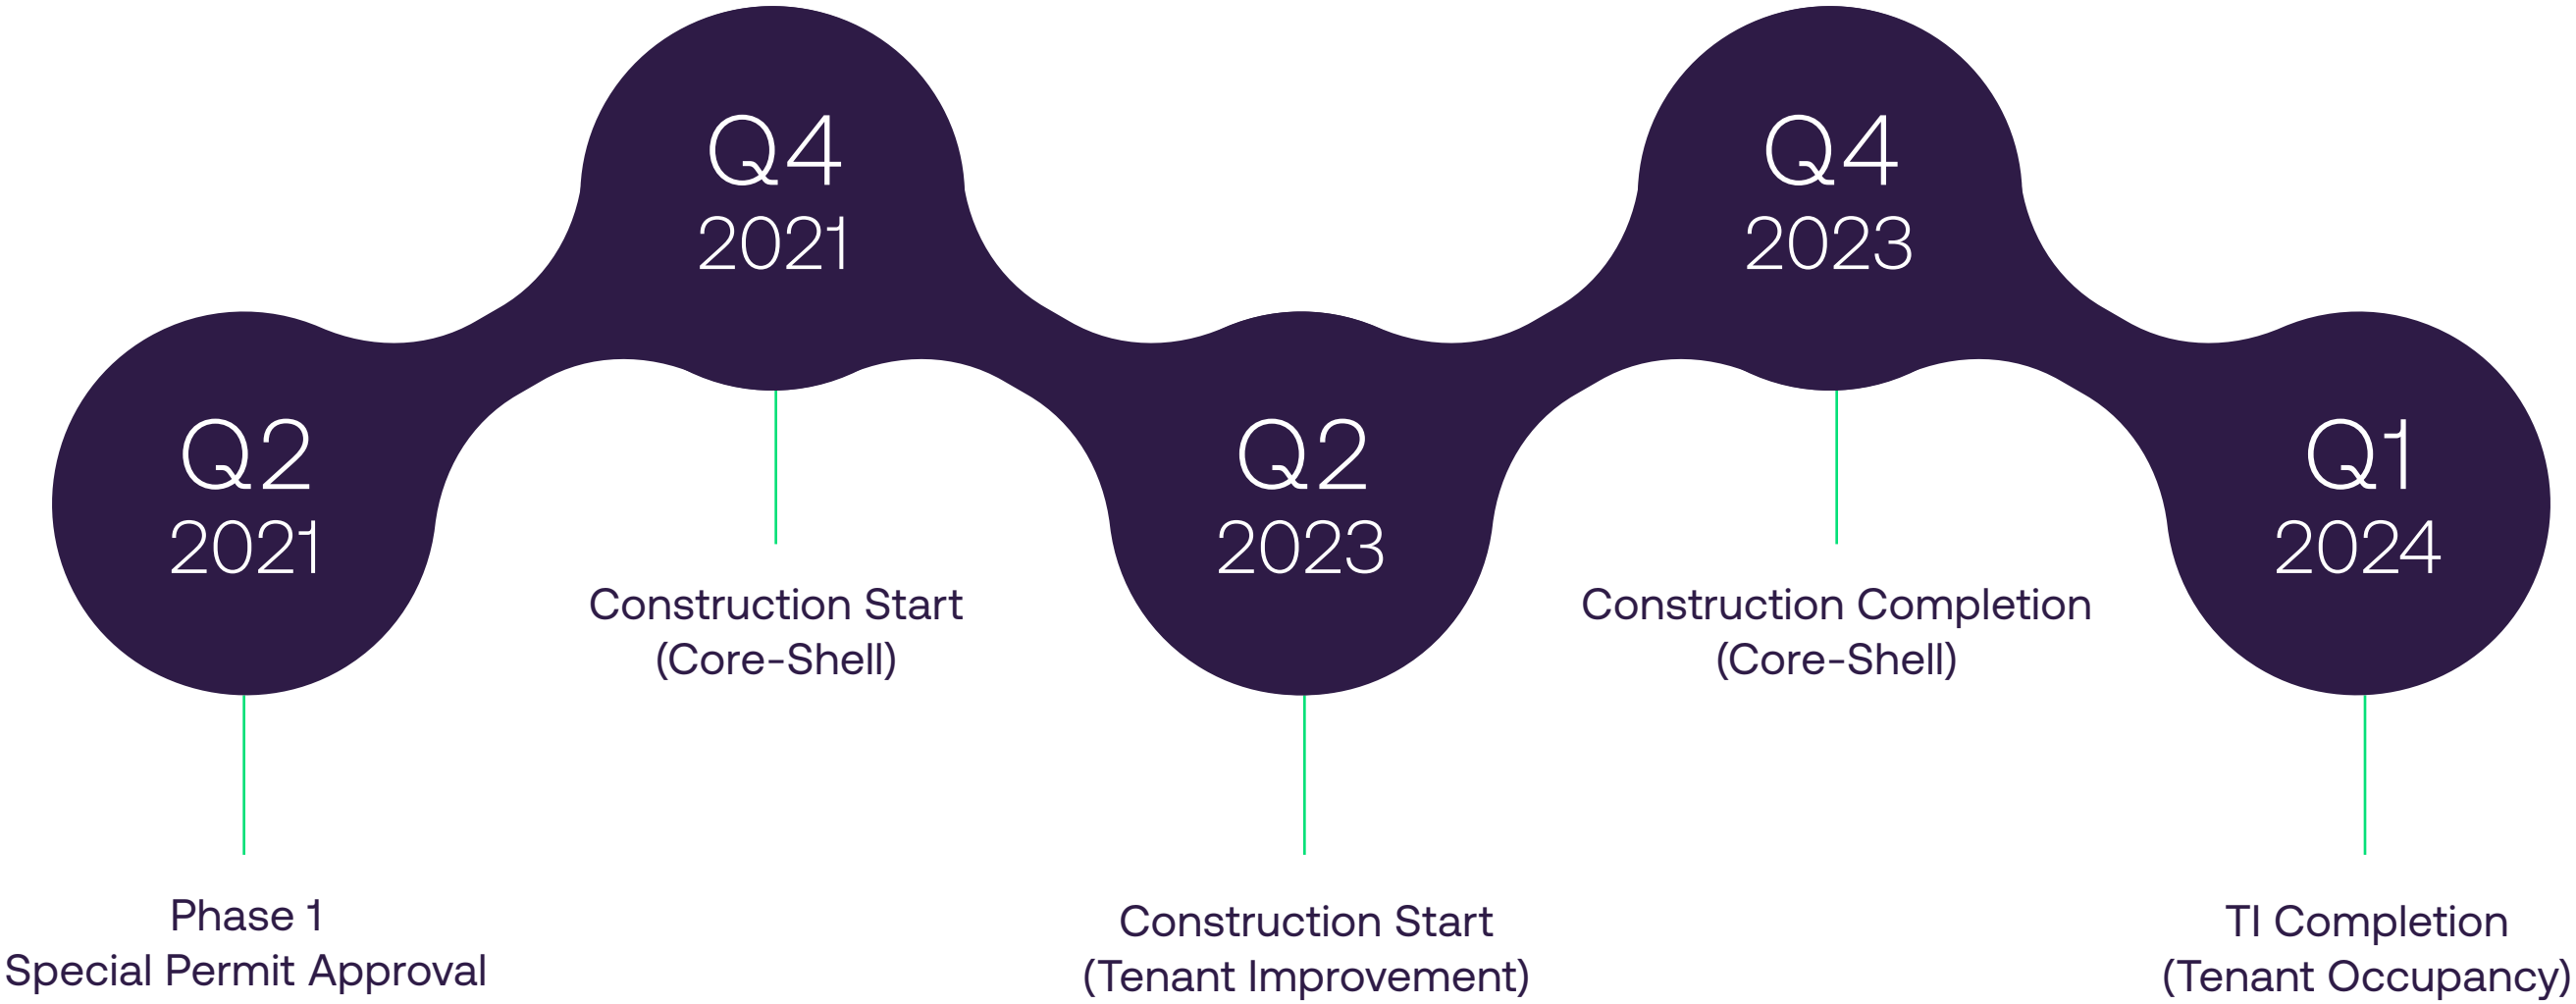 Q2
2021
Phase 1
Special Permit Approval
Q4
2021
Construction Start
(Core-Shell)
Q2
2023
Construction Start
(Tenant Improvement)
Q4
2023
Construction Completion
(Core-Shell)
Q1
2024
TI Completion
(Tenant Occupancy)